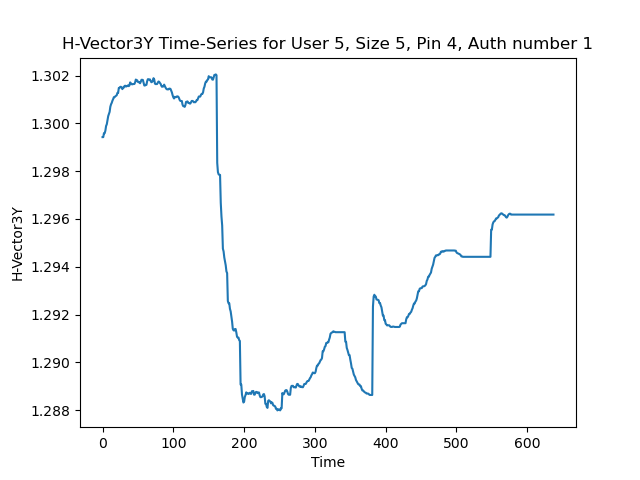 H-Vector3Y Time-Series for User 5, Size 5, Pin 4, Auth number 1
H-Vector3Y
1.302
1.300
1.298
1.296
1.294
1.292
1.290
1.288
0 100 200 300 400 500 600
Time